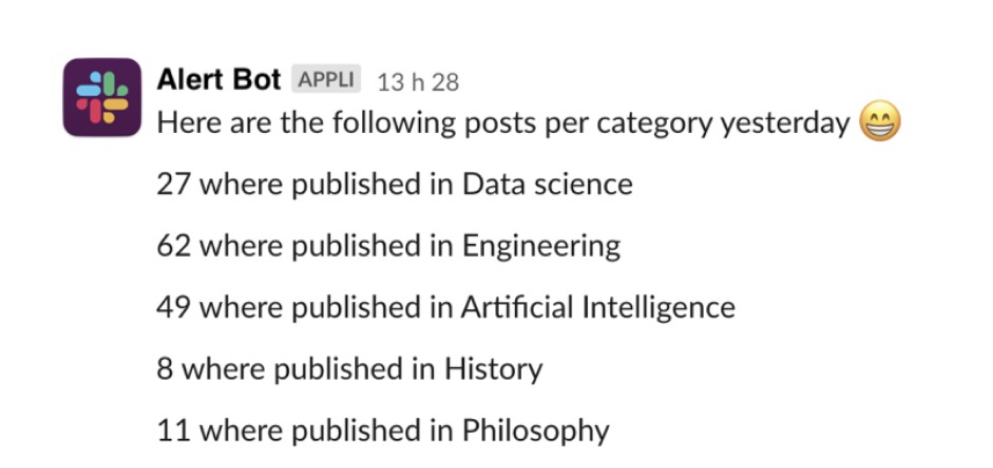 Alert Bot APPLI 13 h 28
Here are the following posts per category yesterday 😁
27 where published in Data science
62 where published in Engineering
49 where published in Artificial Intelligence
8 where published in History
11 where published in Philosophy